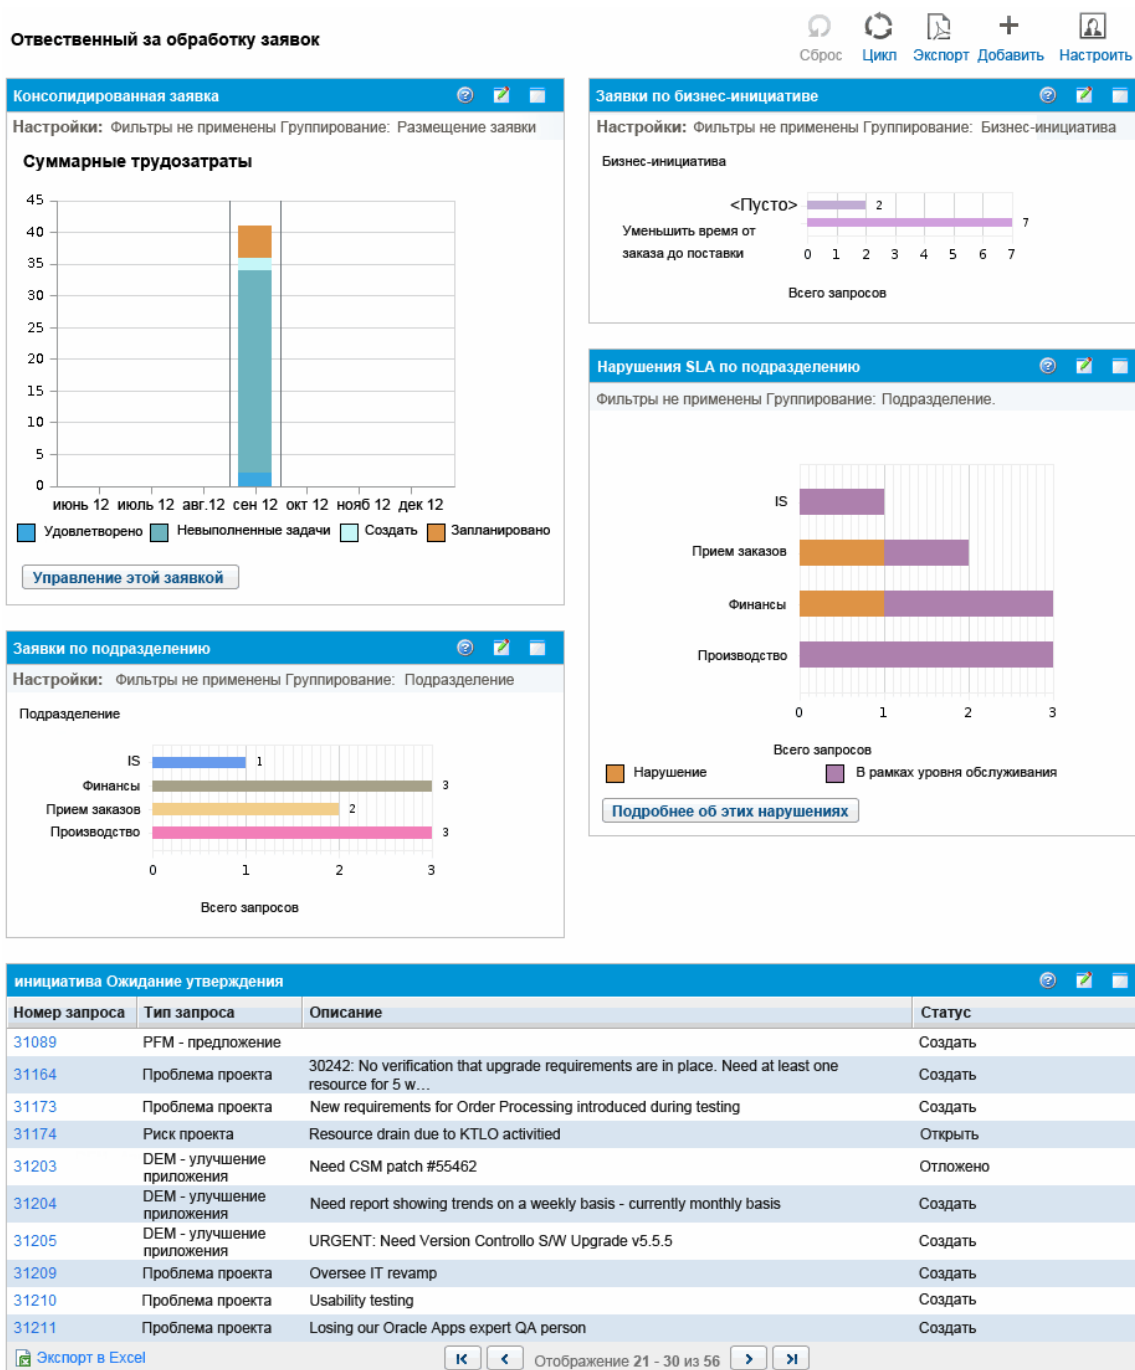 Отвественный за обработку заявок
Сброс Цикл Экспорт Добавить Настроить
Консолидированная заявка
Настройки: Фильтры не применены Группирование: Размещение заявки
Суммарные трудозатраты
45
40
35
30
25
20
15
10
5
0
июнь 12 июль 12 авг.12 сен 12 окт 12 нояб 12 дек 12
Удовлетворено Невыполненные задачи Создать Запланировано
Управление этой заявкой
Заявки по бизнес-инициативе
Настройки: Фильтры не применены Группирование: Бизнес-инициатива
Бизнес-инициатива
<Пусто> 2
Уменьшить время от
заказа до поставки
7
0 1 2 3 4 5 6 7
Всего запросов
Нарушения SLA по подразделению
Фильтры не применены Группирование: Подразделение.
IS
Прием заказов
Финансы
Производство
0 1 2 3
Всего запросов
Нарушение В рамках уровня обслуживания
Подробнее об этих нарушениях
Заявки по подразделению
Настройки: Фильтры не применены Группирование: Подразделение
Подразделение
IS 1
Финансы 3
Прием заказов 2
Производство 3
0 1 2 3
Всего запросов
инициатива Ожидание утверждения
Номер запроса Тип запроса Описание Статус
31089 PFM - предложение Создать
31164 Проблема проекта 30242: No verification that upgrade requirements are in place. Need at least one
resource for 5 w... Создать
31173 Проблема проекта New requirements for Order Processing introduced during testing Создать
31174 Риск проекта Resource drain due to KTLO activitied Открыть
31203 DEM - улучшение
приложения Need CSM patch #55462 Отложено
31204 DEM - улучшение
приложения Need report showing trends on a weekly basis - currently monthly basis Создать
31205 DEM - улучшение
приложения URGENT: Need Version Controllo S/W Upgrade v5.5.5 Создать
31209 Проблема проекта Oversee IT revamp Создать
31210 Проблема проекта Usability testing Создать
31211 Проблема проекта Losing our Oracle Apps expert QA person Создать
Экспорт в Excel Отображение 21 - 30 из 56